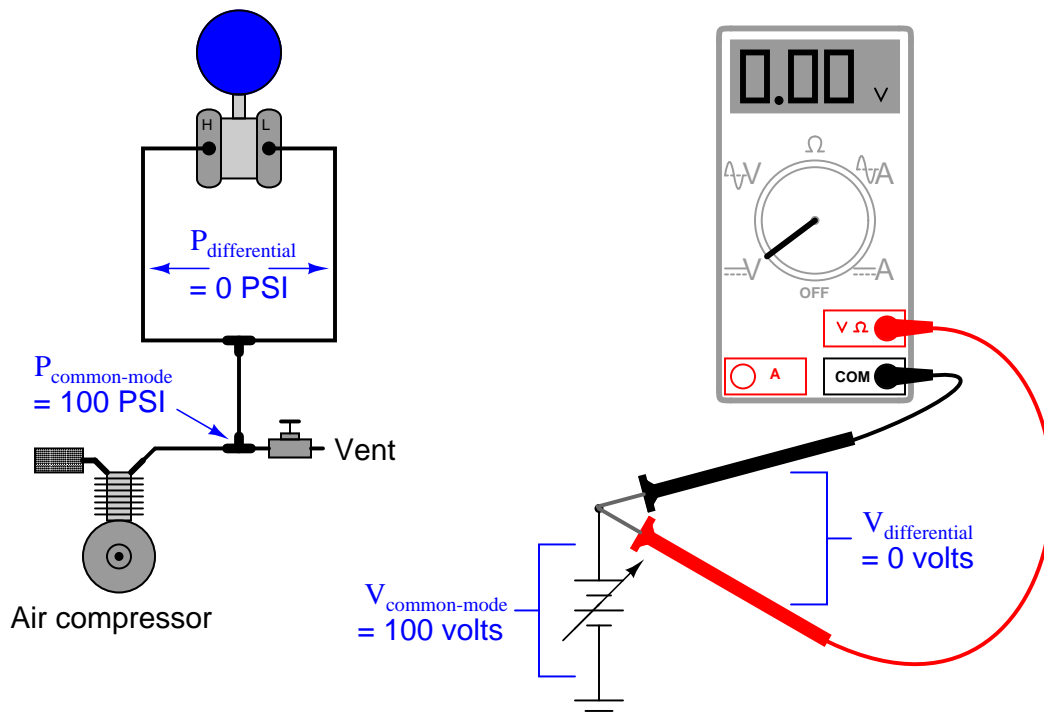 H
L
P differential
= 0 PSI
P common-mode
= 100 PSI
Vent
Air compressor
0.00 V
Ω
V
A
V
A
OFF
V Ω
A
COM
V differential
= 0 volts
V common-mode
= 100 volts